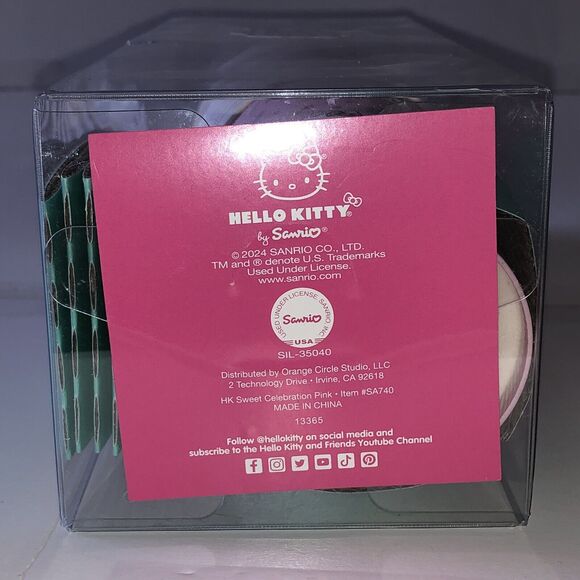 HELLO KITTY®
by Sanrio®
© 2024 SANRIO CO., LTD.
TM and ® denote U.S. Trademarks
Used Under License.
www.sanrio.com
USED UNDER LICENSE, SANRIO, INC.
Sanrio
USA
SIL-35040
Distributed by Orange Circle Studio, LLC
2 Technology Drive • Irvine, CA 92618
HK Sweet Celebration Pink • Item #SA740
MADE IN CHINA
13365
Follow @hellokitty on social media and
subscribe to the Hello Kitty and Friends Youtube Channel